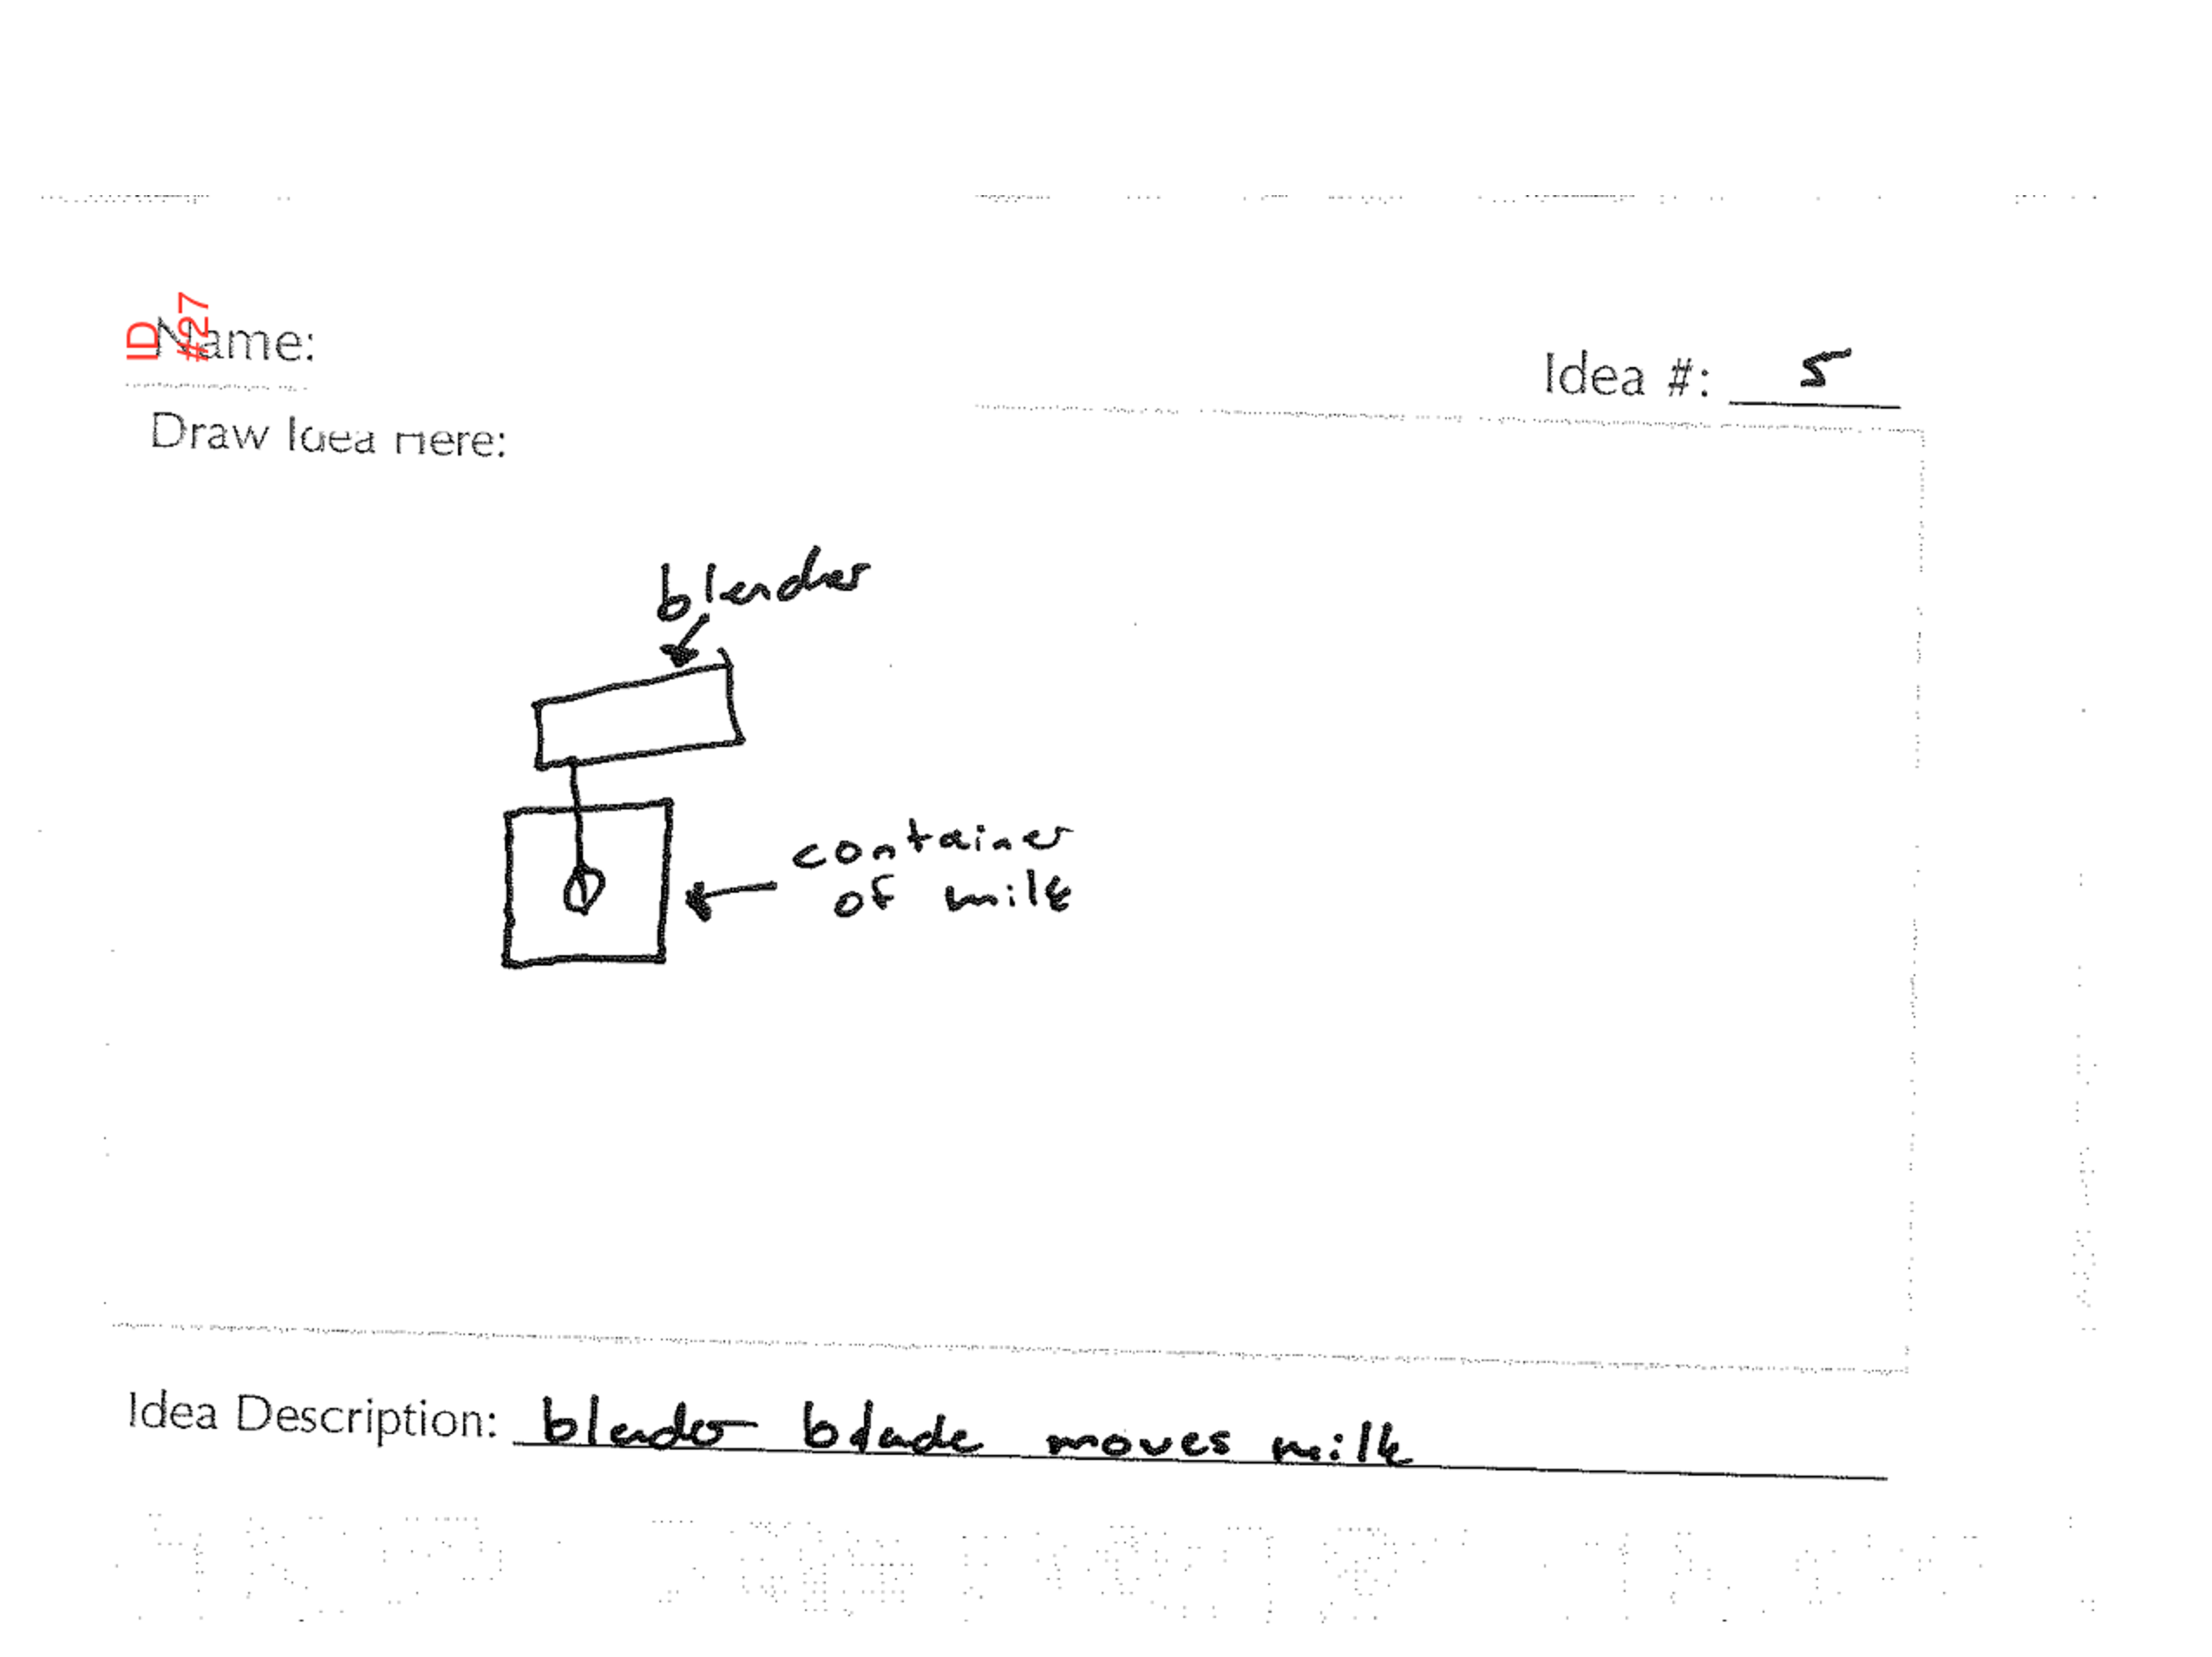 ID
#27
Name:
Idea #: 5
Draw Idea Here:
blender
container
of milk
Idea Description: blender blade moves milk